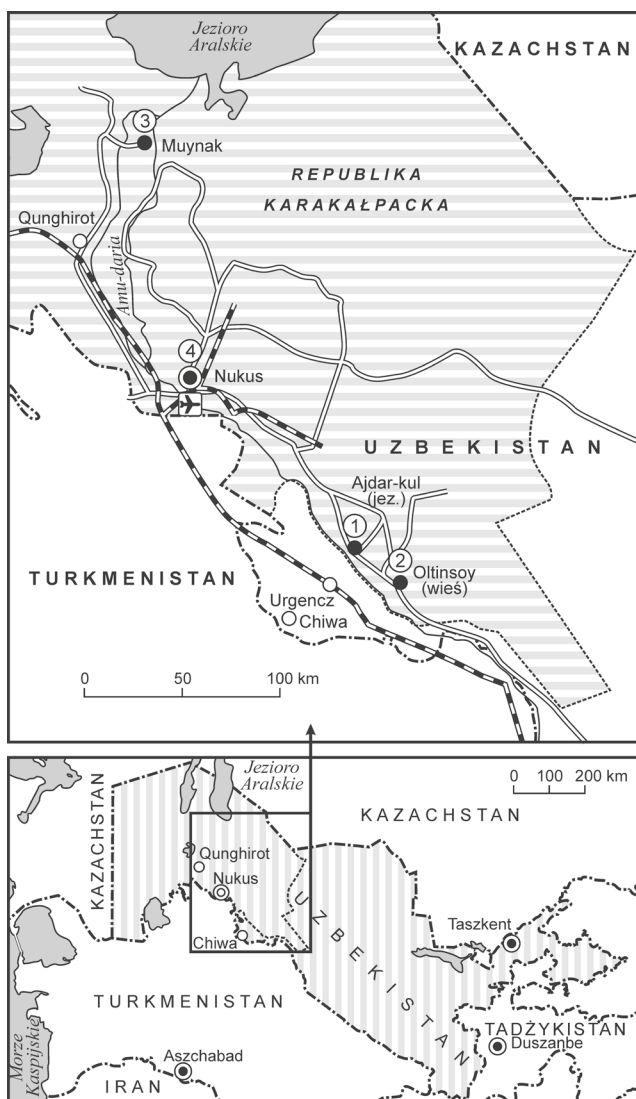 Jezioro
Aralskie
KAZACHSTAN
3
Muynak
REPUBLIKA
KARAKAŁPACKA
Qunghirot
Amu-daria
4
Nukus
UZBEKISTAN
Ajdar-kul
(jez.)
1
2
Oltinsoy
(wieś)
TURKMENISTAN
Urgencz
Chiwa
0 50 100 km
Jezioro
Aralskie
0 100 200 km
KAZACHSTAN
KAZACHSTAN
Qunghirot
Nukus
Chiwa
UZBEKISTAN
Taszkent
TURKMENISTAN
TADŻYKISTAN
Duszanbe
Morze
Kaspijskie
Aszchabad
IRAN